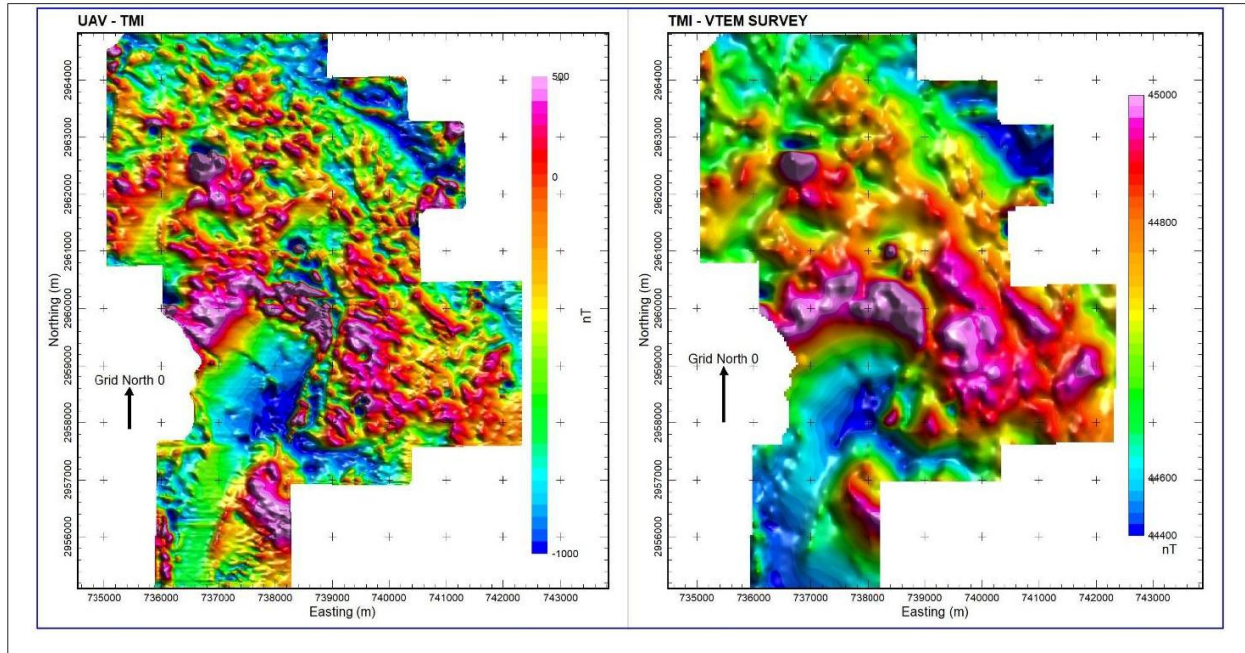 UAV - TMI
TMI - VTEM SURVEY
2964000
2963000
2962000
2961000
2960000
2959000
2958000
2957000
2956000
Northing (m)
Grid North 0
500
0
-1000
nT
735000 736000 737000 738000 739000 740000 741000 742000 743000
Easting (m)
2964000
2963000
2962000
2961000
2960000
2959000
2958000
2957000
2956000
Northing (m)
Grid North 0
45000
44800
44600
44400
nT
735000 736000 737000 738000 739000 740000 741000 742000 743000
Easting (m)